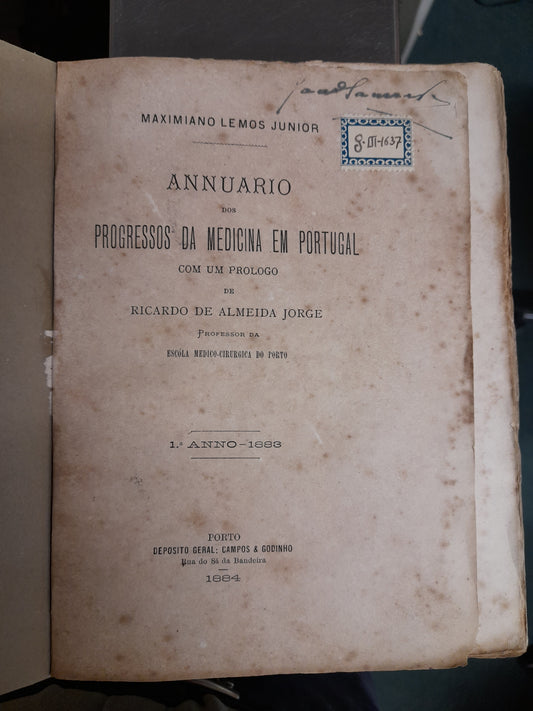 MAXIMIANO LEMOS JUNIOR
8-III-1637
ANNUARIO
DOS
PROGRESSOS DA MEDICINA EM PORTUGAL
COM UM PROLOGO
DE
RICARDO DE ALMEIDA JORGE
PROFESSOR DA
ESCÓLA MEDICO-CIRURGICA DO PORTO
1.º ANNO-1883
PORTO
DEPOSITO GERAL: CAMPOS & GODINHO
Rua do Sá da Bandeira
1884